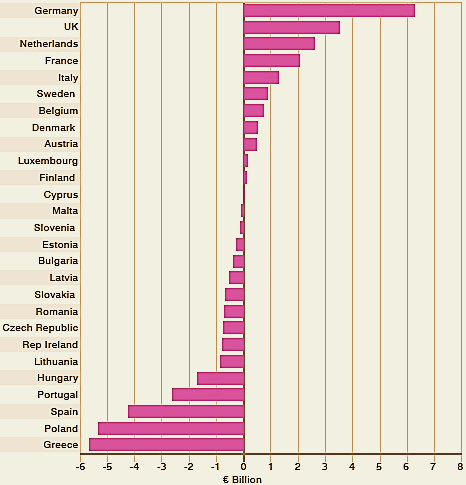 Germany
UK
Netherlands
France
Italy
Sweden
Belgium
Denmark
Austria
Luxembourg
Finland
Cyprus
Malta
Slovenia
Estonia
Bulgaria
Latvia
Slovakia
Romania
Czech Republic
Rep Ireland
Lithuania
Hungary
Portugal
Spain
Poland
Greece
-6 -5 -4 -3 -2 -1 0 1 2 3 4 5 6 7 8
€ Billion